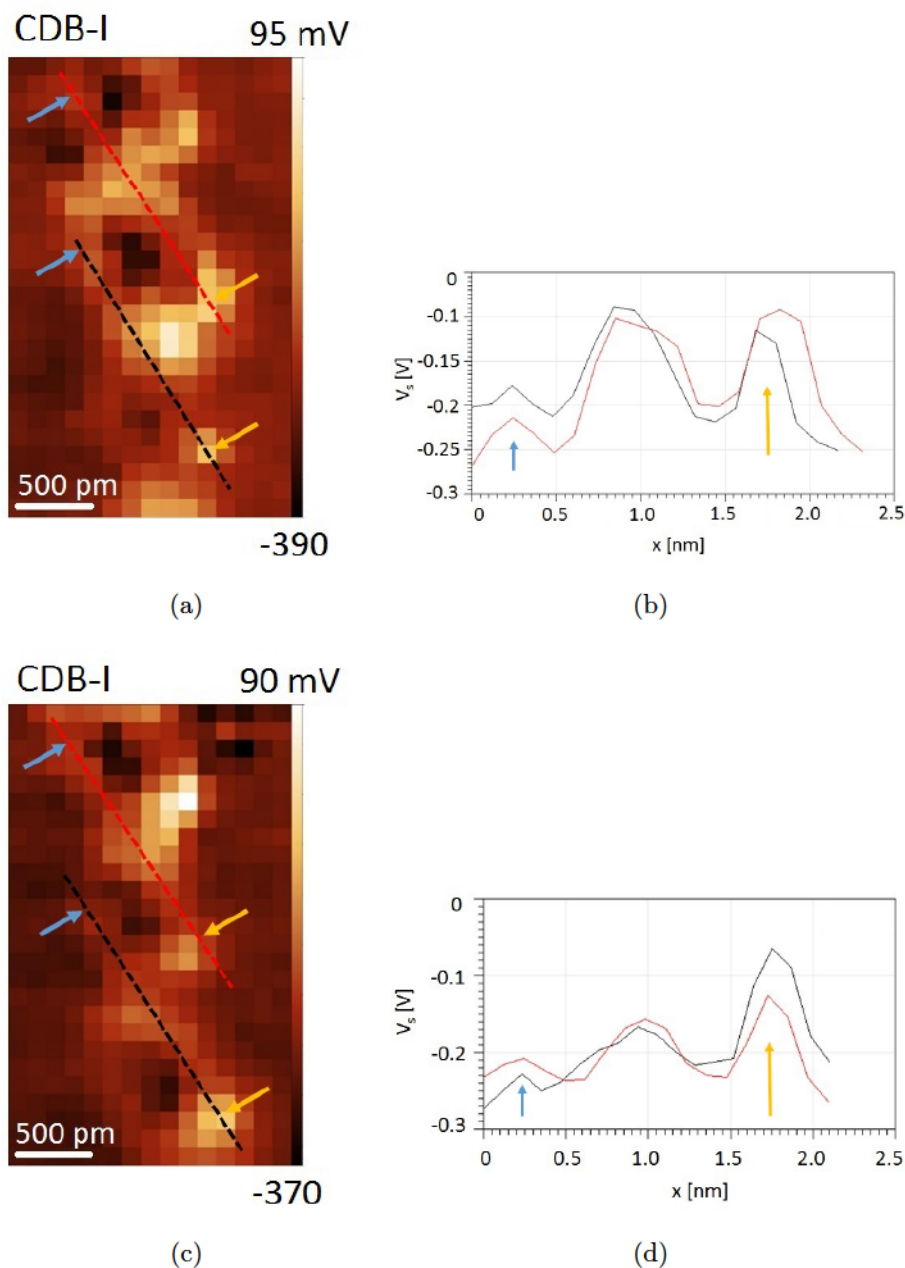 CDB-I 95 mV
500 pm
-390
(a)
0
-0.1
-0.15
-0.2
-0.25
-0.3
Vs [V]
0 0.5 1.0 1.5 2.0 2.5
x [nm]
(b)
CDB-I 90 mV
500 pm
-370
(c)
0
-0.1
-0.2
-0.3
Vs [V]
0 0.5 1.0 1.5 2.0 2.5
x [nm]
(d)